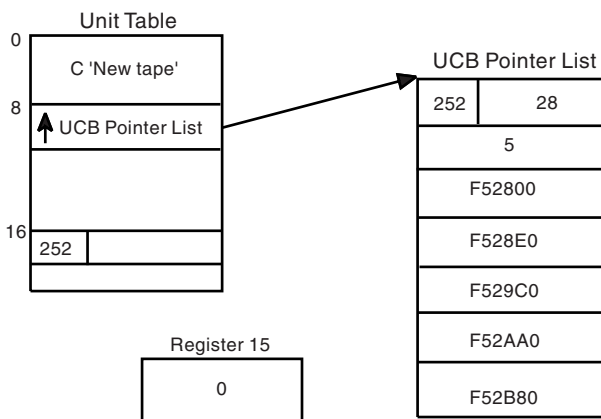 Unit Table
0
C 'New tape'
8
UCB Pointer List
16
252
Register 15
0
UCB Pointer List
252 28
5
F52800
F528E0
F529C0
F52AA0
F52B80